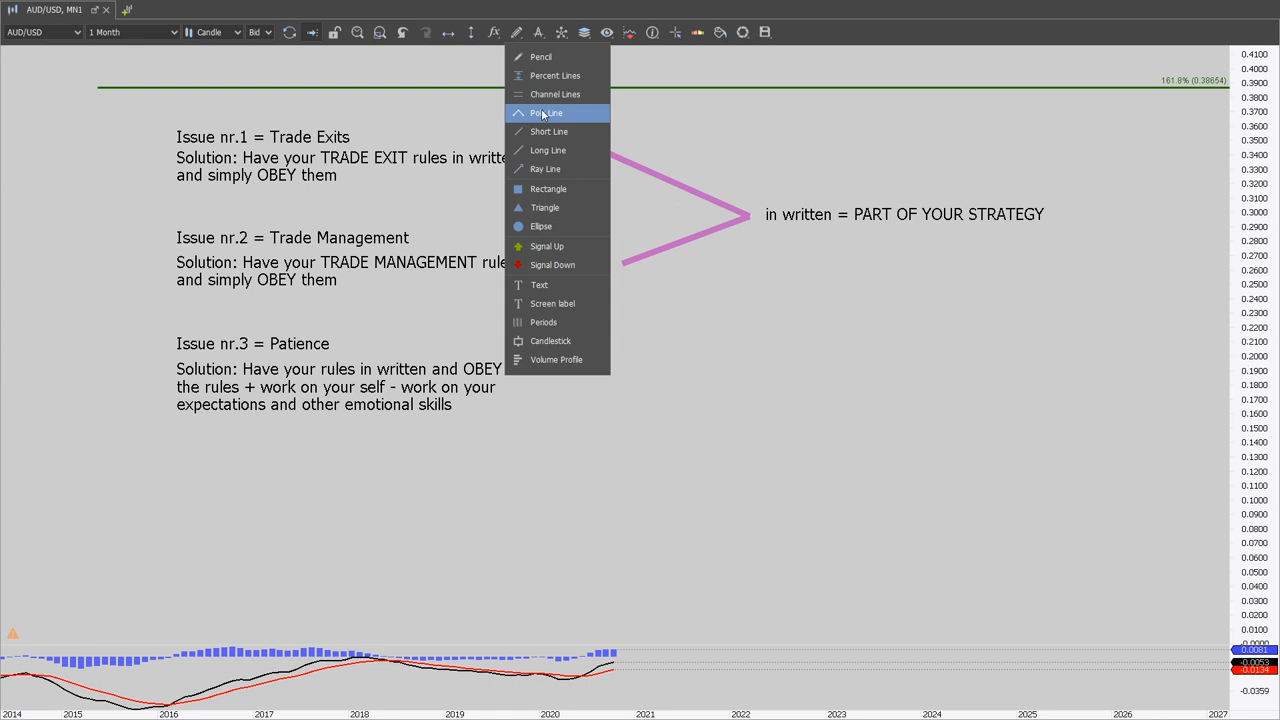 AUD/USD, MN1
AUD/USD 1 Month Candle Bid
Pencil
Percent Lines
Channel Lines
Poly Line
Short Line
Long Line
Ray Line
Rectangle
Triangle
Ellipse
Signal Up
Signal Down
Text
Screen label
Periods
Candlestick
Volume Profile
161.8% (0.38654)
Issue nr.1 = Trade Exits
Solution: Have your TRADE EXIT rules in
and simply OBEY them
Issue nr.2 = Trade Management
Solution: Have your TRADE MANAGEMENT
and simply OBEY them
in written = PART OF YOUR STRATEGY
Issue nr.3 = Patience
Solution: Have your rules in written and OBEY
the rules + work on your self - work on your
expectations and other emotional skills
0.4100
0.4000
0.3900
0.3800
0.3700
0.3600
0.3500
0.3400
0.3300
0.3200
0.3100
0.3000
0.2900
0.2800
0.2700
0.2600
0.2500
0.2400
0.2300
0.2200
0.2100
0.2000
0.1900
0.1800
0.1700
0.1600
0.1500
0.1400
0.1300
0.1200
0.1100
0.1000
0.0900
0.0800
0.0700
0.0600
0.0500
0.0400
0.0300
0.0200
0.0100
0.0081
-0.0053
-0.0134
-0.0359
2014 2015 2016 2017 2018 2019 2020 2021 2022 2023 2024 2025 2026 2027